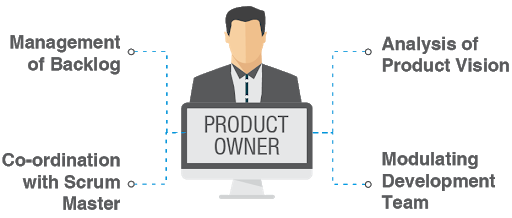 Management
of Backlog
Analysis of
Product Vision
PRODUCT
OWNER
Co-ordination
with Scrum
Master
Modulating
Development
Team